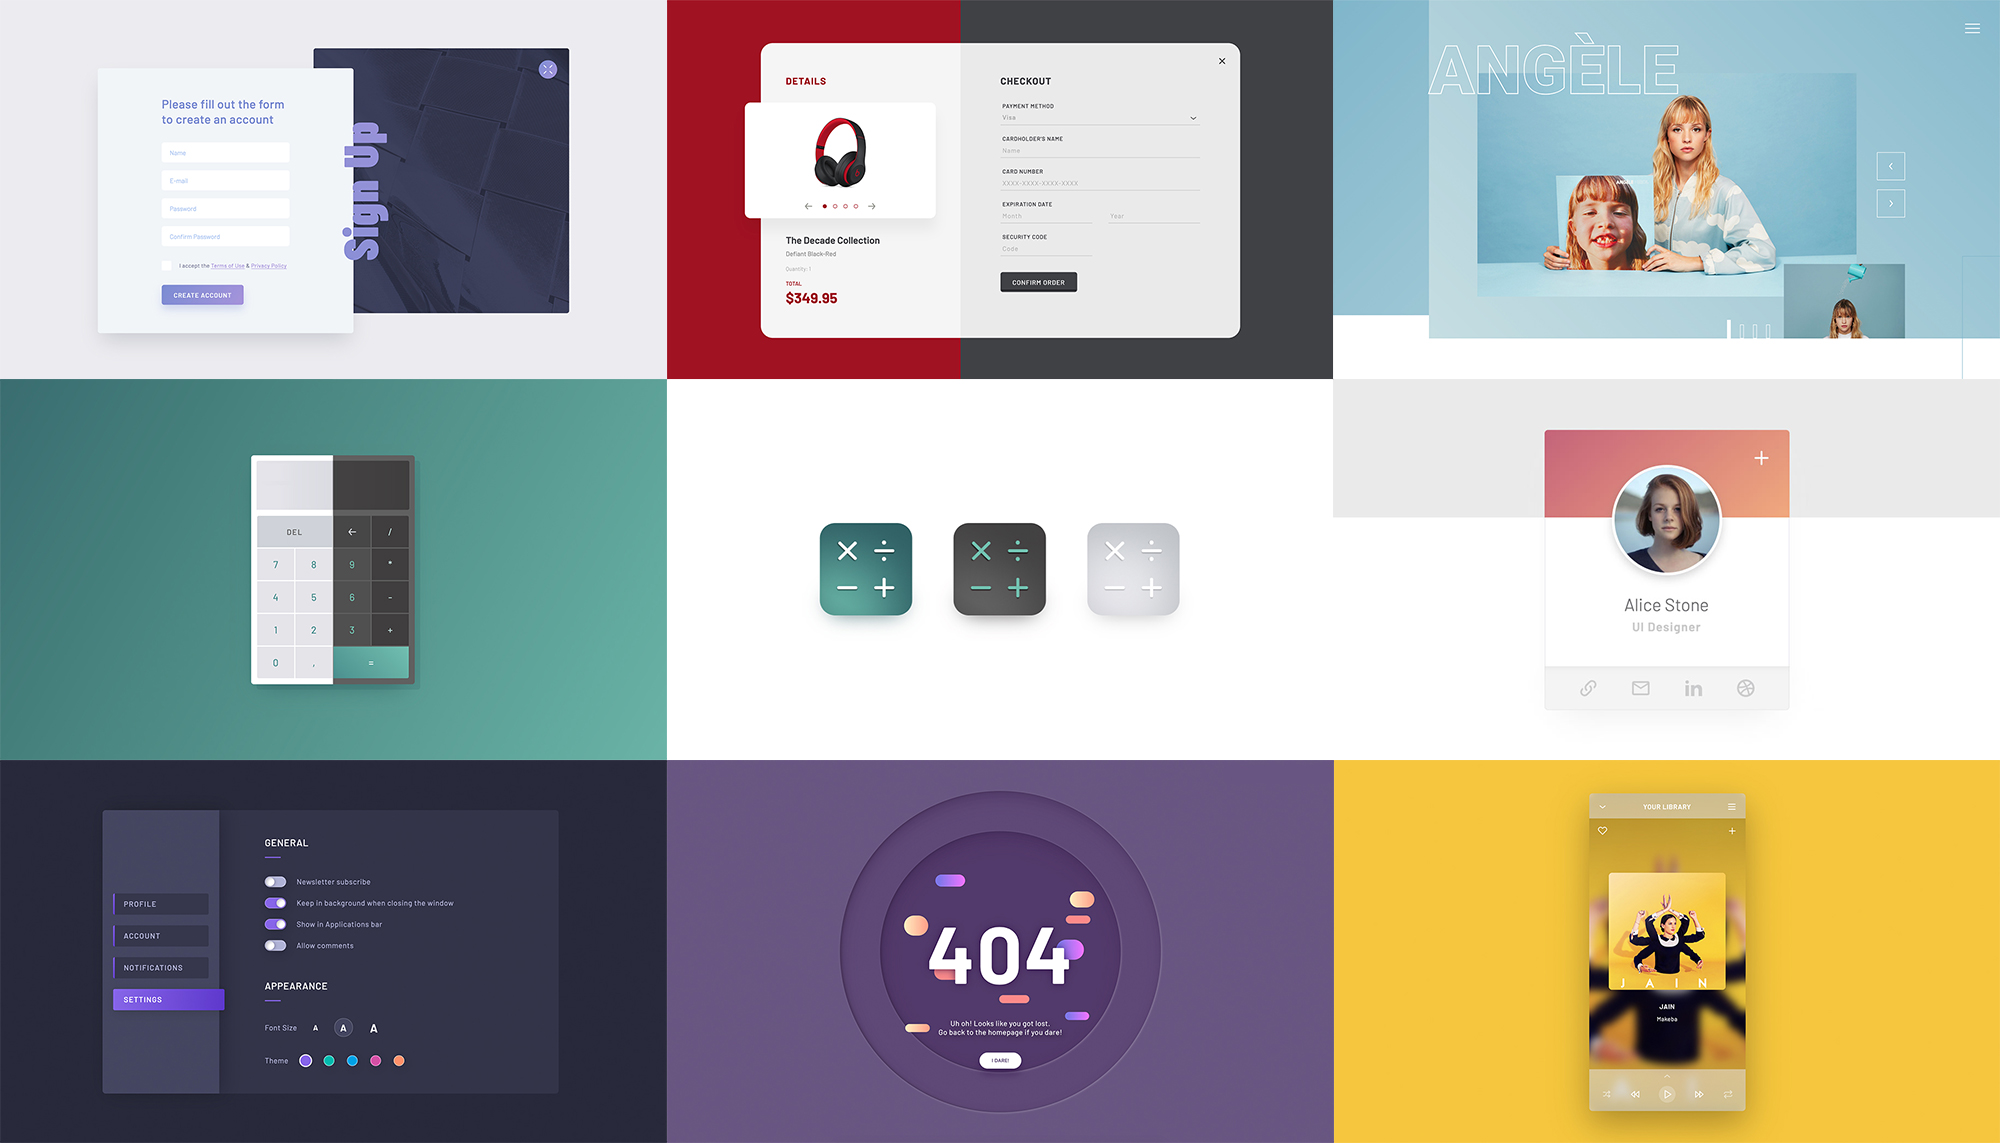 Please fill out the form
to create an account
Name
E-mail
Password
Confirm Password
I accept the Terms of Use & Privacy Policy
CREATE ACCOUNT
Sign Up
DETAILS
The Decade Collection
Defiant Black-Red
Quantity: 1
TOTAL
$349.95
CHECKOUT
PAYMENT METHOD
Visa
CARDHOLDER'S NAME
Name
CARD NUMBER
XXXX-XXXX-XXXX-XXXX
EXPIRATION DATE
Month Year
SECURITY CODE
Code
CONFIRM ORDER
ANGÈLE
DEL ← /
7 8 9 *
4 5 6 -
1 2 3 +
0 , =
× ÷
− +
× ÷
− +
× ÷
− +
Alice Stone
UI Designer
in
PROFILE
ACCOUNT
NOTIFICATIONS
SETTINGS
GENERAL
Newsletter subscribe
Keep in background when closing the window
Show in Applications bar
Allow comments
APPEARANCE
Font Size A A A
Theme
404
Uh oh! Looks like you got lost.
Go back to the homepage if you dare!
I DARE!
YOUR LIBRARY
JAIN
JAIN
Makeba